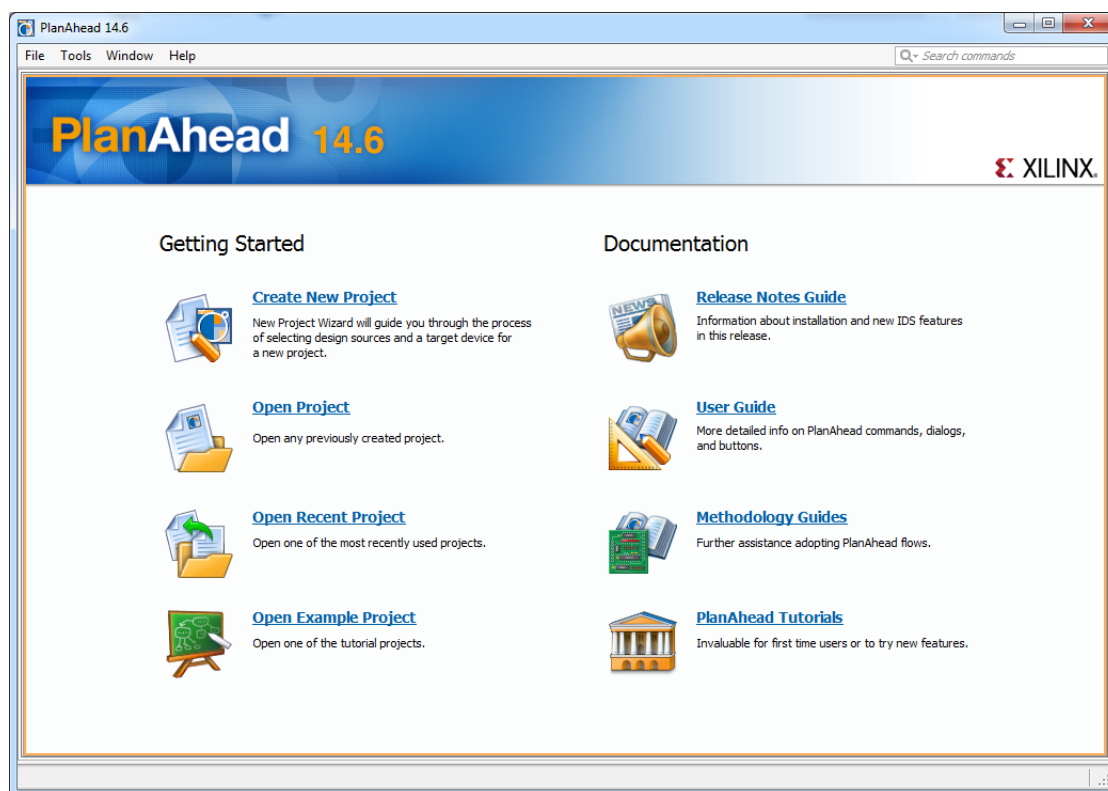 PlanAhead 14.6
File Tools Window Help
Search commands
PlanAhead 14.6
XILINX.
Getting Started
Create New Project
New Project Wizard will guide you through the process
of selecting design sources and a target device for
a new project.
Open Project
Open any previously created project.
Open Recent Project
Open one of the most recently used projects.
Open Example Project
Open one of the tutorial projects.
Documentation
NEWS
Release Notes Guide
Information about installation and new IDS features
in this release.
User Guide
More detailed info on PlanAhead commands, dialogs,
and buttons.
Methodology Guides
Further assistance adopting PlanAhead flows.
PlanAhead Tutorials
Invaluable for first time users or to try new features.